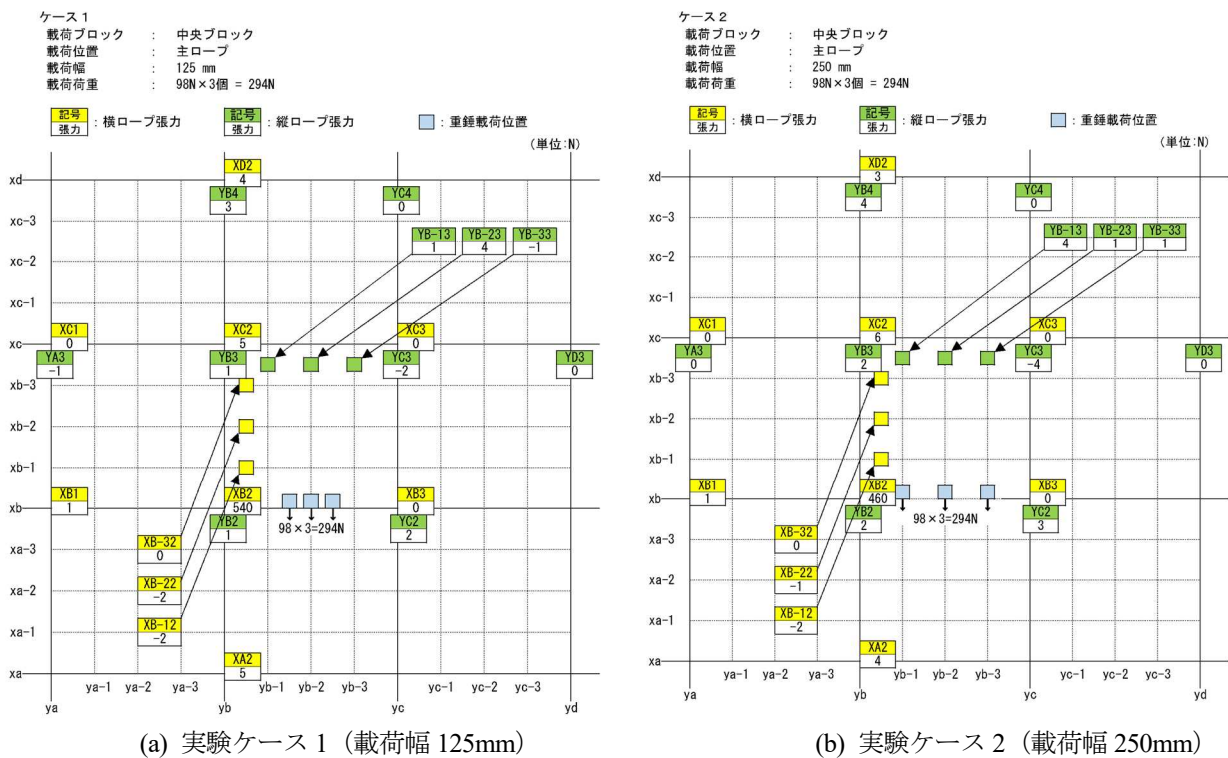 ケース 1
載荷ブロック : 中央ブロック
載荷位置 : 主ロープ
載荷幅 : 125 mm
載荷荷重 : 98N×3個 = 294N
記号
張力
: 横ロープ張力
記号
張力
: 縦ロープ張力
: 重錘載荷位置
(単位:N)
XD2
4
xd
YB4
3
YC4
0
xc-3
YB-13
1
YB-23
4
YB-33
-1
xc-2
xc-1
XC1
0
XC2
5
XC3
0
xc
YA3
-1
YB3
1
YC3
-2
YD3
0
xb-3
xb-2
xb-1
XB1
1
XB2
540
XB3
0
xb
98×3=294N
YB2
1
YC2
2
xa-3
XB-32
0
xa-2
XB-22
-2
xa-1
XB-12
-2
XA2
5
xa
ya-1 ya-2 ya-3 yb-1 yb-2 yb-3 yc-1 yc-2 yc-3
ya yb yc yd
(a) 実験ケース 1（載荷幅 125mm）
ケース 2
載荷ブロック : 中央ブロック
載荷位置 : 主ロープ
載荷幅 : 250 mm
載荷荷重 : 98N×3個 = 294N
記号
張力
: 横ロープ張力
記号
張力
: 縦ロープ張力
: 重錘載荷位置
(単位:N)
XD2
3
xd
YB4
4
YC4
0
xc-3
YB-13
4
YB-23
1
YB-33
1
xc-2
xc-1
XC1
0
XC2
6
XC3
0
xc
YA3
0
YB3
2
YC3
-4
YD3
0
xb-3
xb-2
xb-1
XB1
1
XB2
460
XB3
0
xb
98×3=294N
YB2
2
YC2
3
xa-3
XB-32
0
xa-2
XB-22
-1
xa-1
XB-12
-2
XA2
4
xa
ya-1 ya-2 ya-3 yb-1 yb-2 yb-3 yc-1 yc-2 yc-3
ya yb yc yd
(b) 実験ケース 2（載荷幅 250mm）